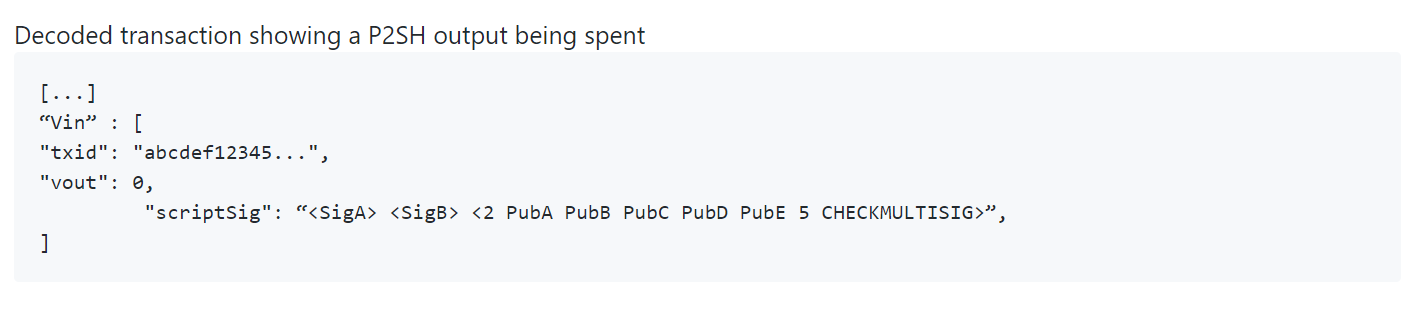 Decoded transaction showing a P2SH output being spent
[...]
“Vin” : [
"txid": "abcdef12345...",
"vout": 0,
"scriptSig": “<SigA> <SigB> <2 PubA PubB PubC PubD PubE 5 CHECKMULTISIG>”,
]